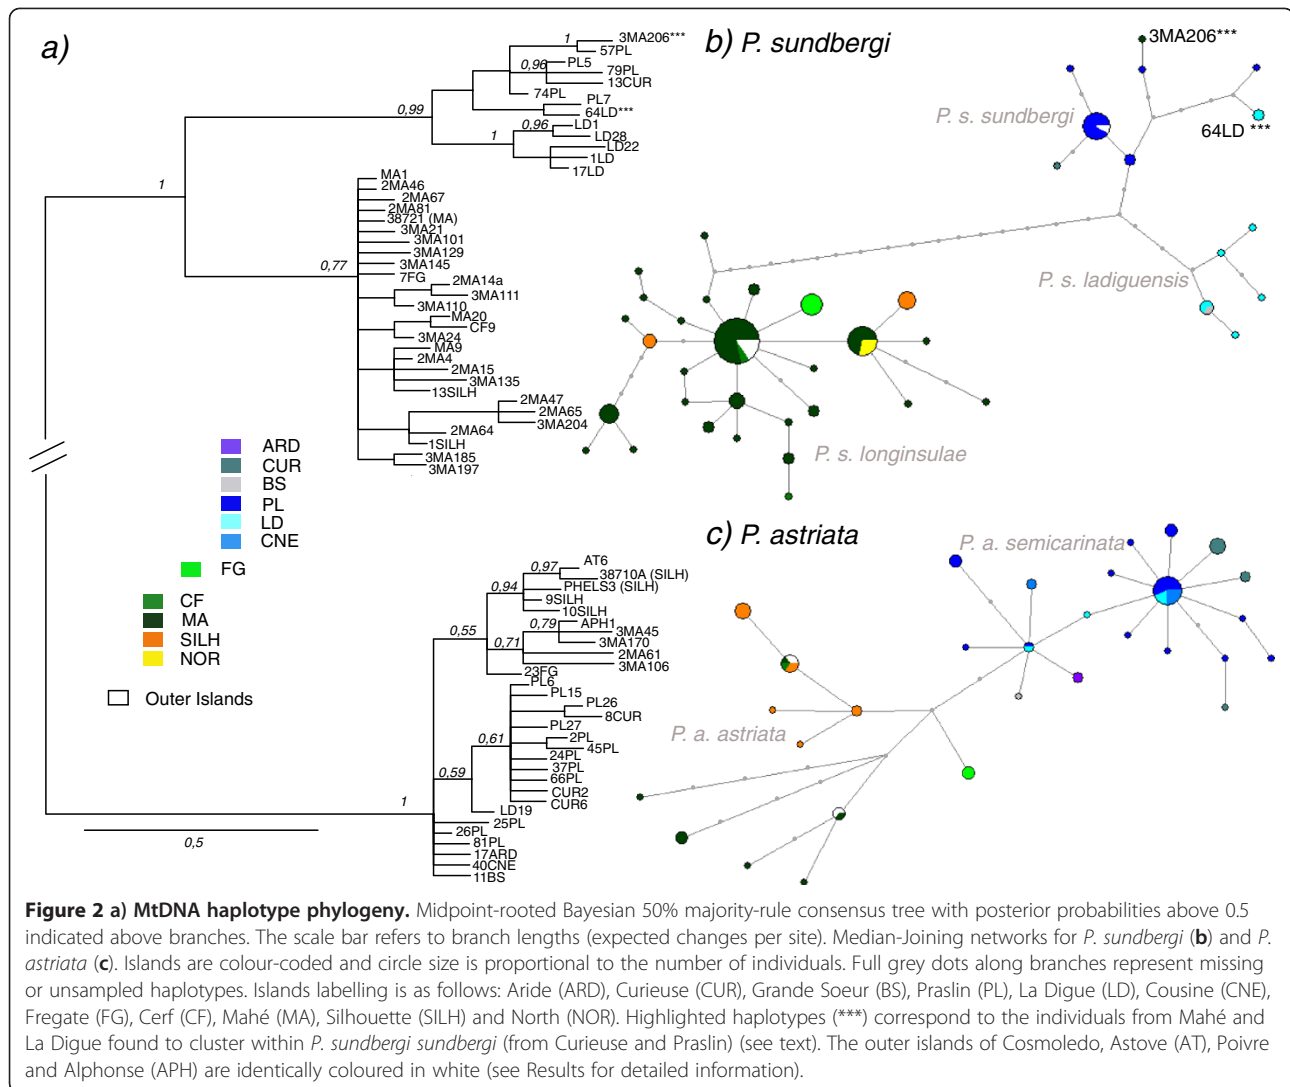 a)
1
3MA206***
57PL
0,96
PL5
79PL
13CUR
74PL
0,99
PL7
64LD***
0,96
LD1
1
LD28
LD22
1LD
17LD
1
MA1
2MA46
2MA67
2MA81
38721 (MA)
3MA21
3MA101
3MA129
0,77
3MA145
7FG
2MA14a
3MA111
3MA110
MA20
CF9
3MA24
MA9
2MA4
2MA15
3MA135
13SILH
2MA47
2MA65
3MA204
2MA64
1SILH
3MA185
3MA197
ARD
CUR
BS
PL
LD
CNE
FG
CF
MA
SILH
NOR
Outer Islands
0,97
AT6
38710A (SILH)
0,94
PHELS3 (SILH)
9SILH
10SILH
0,55
0,79
APH1
3MA45
0,71
3MA170
2MA61
3MA106
23FG
PL6
PL15
PL26
8CUR
PL27
0,61
2PL
45PL
24PL
37PL
66PL
0,59
CUR2
CUR6
LD19
1
25PL
26PL
81PL
17ARD
40CNE
11BS
0,5
b) P. sundbergi
3MA206***
P. s. sundbergi
64LD ***
P. s. ladiguensis
P. s. longinsulae
c) P. astriata
P. a. semicarinata
P. a. astriata
Figure 2 a) MtDNA haplotype phylogeny. Midpoint-rooted Bayesian 50% majority-rule consensus tree with posterior probabilities above 0.5
indicated above branches. The scale bar refers to branch lengths (expected changes per site). Median-Joining networks for P. sundbergi (b) and P.
astriata (c). Islands are colour-coded and circle size is proportional to the number of individuals. Full grey dots along branches represent missing
or unsampled haplotypes. Islands labelling is as follows: Aride (ARD), Curieuse (CUR), Grande Soeur (BS), Praslin (PL), La Digue (LD), Cousine (CNE),
Fregate (FG), Cerf (CF), Mahé (MA), Silhouette (SILH) and North (NOR). Highlighted haplotypes (***) correspond to the individuals from Mahé and
La Digue found to cluster within P. sundbergi sundbergi (from Curieuse and Praslin) (see text). The outer islands of Cosmoledo, Astove (AT), Poivre
and Alphonse (APH) are identically coloured in white (see Results for detailed information).